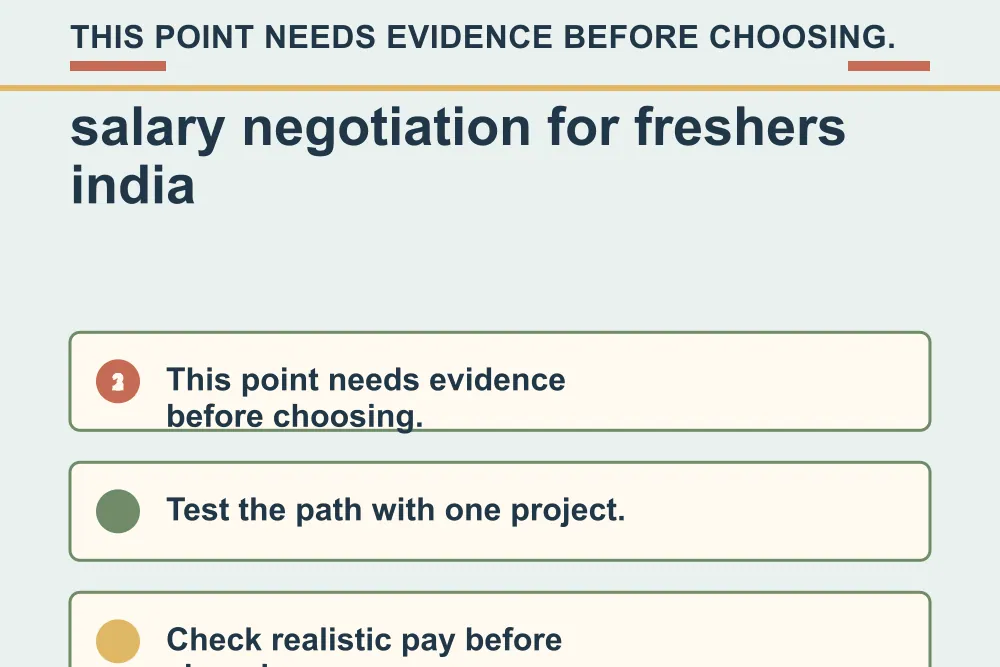 THIS POINT NEEDS EVIDENCE BEFORE CHOOSING.
salary negotiation for freshers
india
This point needs evidence
before choosing.
Test the path with one project.
Check realistic pay before